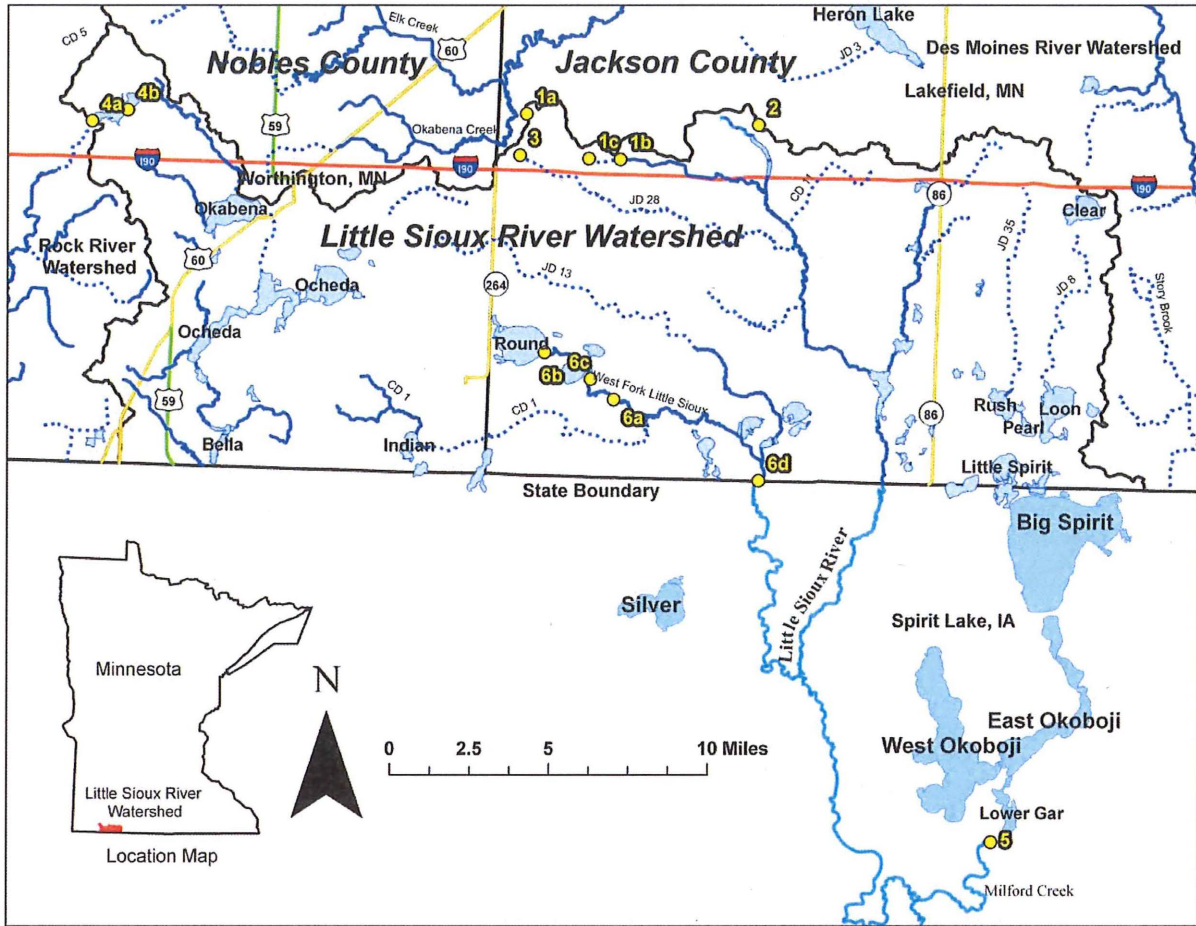 CD 5
Elk Creek
60
Heron Lake
JD 3
Des Moines River Watershed
Nobles County
Jackson County
Lakefield, MN
4a
4b
1a
2
59
Okabena Creek
3
1c
1b
190
190
Worthington, MN
JD 28
CD 11
86
190
Okabena
Clear
Rock River
Watershed
60
Little Sioux River Watershed
JD 35
JD 8
Story Brook
Ocheda
264
JD 13
Ocheda
Round
6c
6b
West Fork Little Sioux
59
CD 1
CD 1
6a
86
Rush
Loon
Pearl
Bella
Indian
6d
Little Spirit
State Boundary
Big Spirit
Little Sioux River
Silver
Spirit Lake, IA
Minnesota
N
East Okoboji
West Okoboji
0
2.5
5
10 Miles
Little Sioux River
Watershed
Location Map
Lower Gar
5
Milford Creek